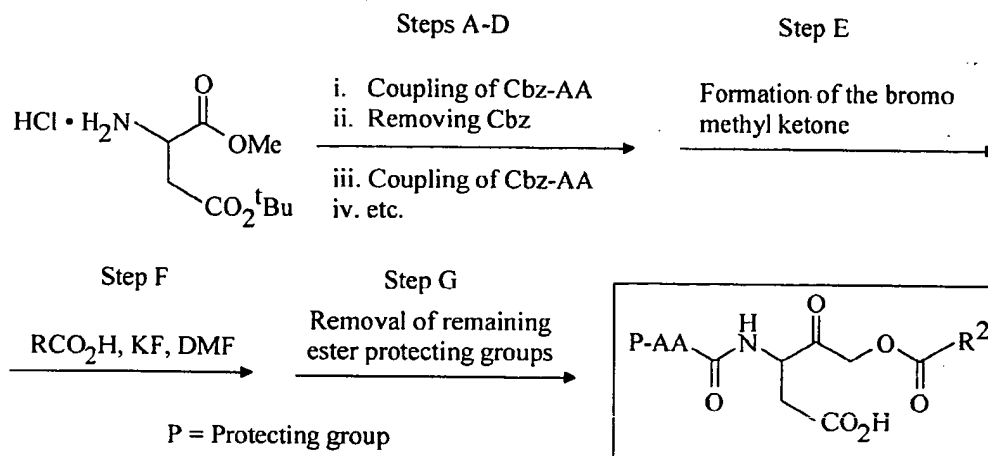 Steps A-D
Step E
HCl • H2N
O
OMe
CO2tBu
i. Coupling of Cbz-AA
ii. Removing Cbz
iii. Coupling of Cbz-AA
iv. etc.
Formation of the bromo
methyl ketone
Step F
RCO2H, KF, DMF
Step G
Removal of remaining
ester protecting groups
P-AA
O
H
N
O
CO2H
O
O
R2
P = Protecting group